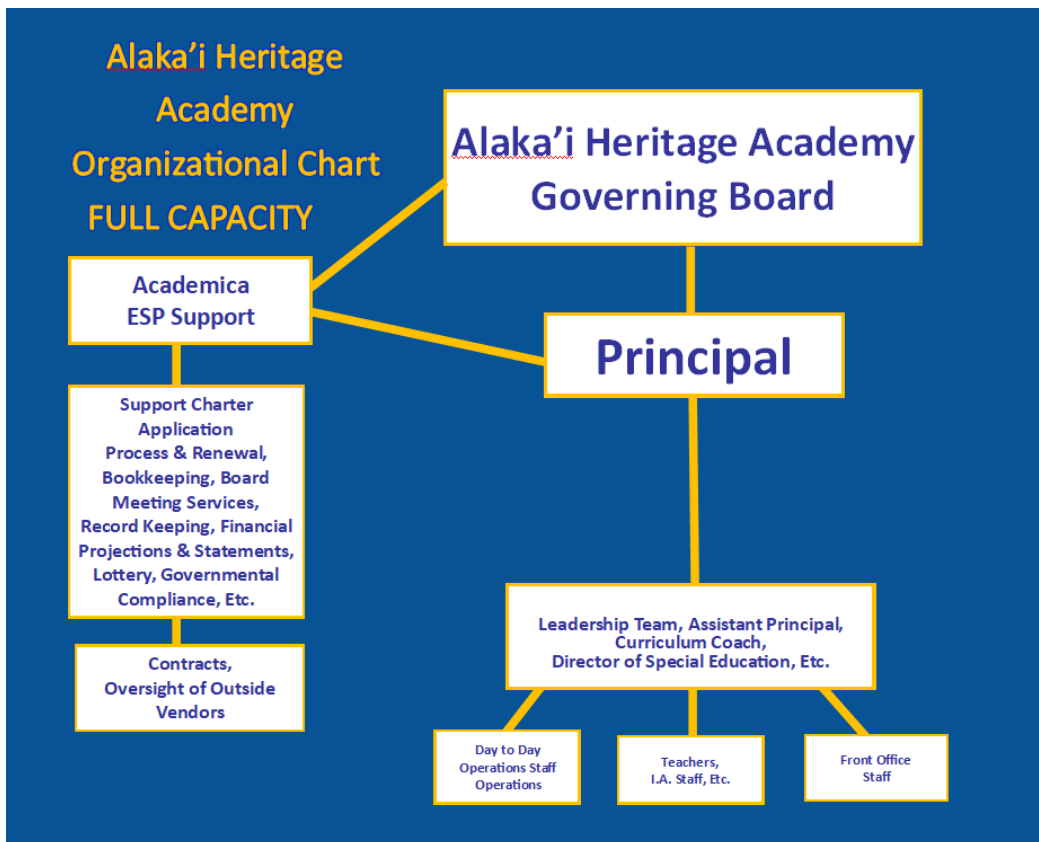 Alaka’i Heritage
Academy
Organizational Chart
FULL CAPACITY
Alaka’i Heritage Academy
Governing Board
Academica
ESP Support
Principal
Support Charter
Application
Process & Renewal,
Bookkeeping, Board
Meeting Services,
Record Keeping, Financial
Projections & Statements,
Lottery, Governmental
Compliance, Etc.
Contracts,
Oversight of Outside
Vendors
Leadership Team, Assistant Principal,
Curriculum Coach,
Director of Special Education, Etc.
Day to Day
Operations Staff
Operations
Teachers,
I.A. Staff, Etc.
Front Office
Staff